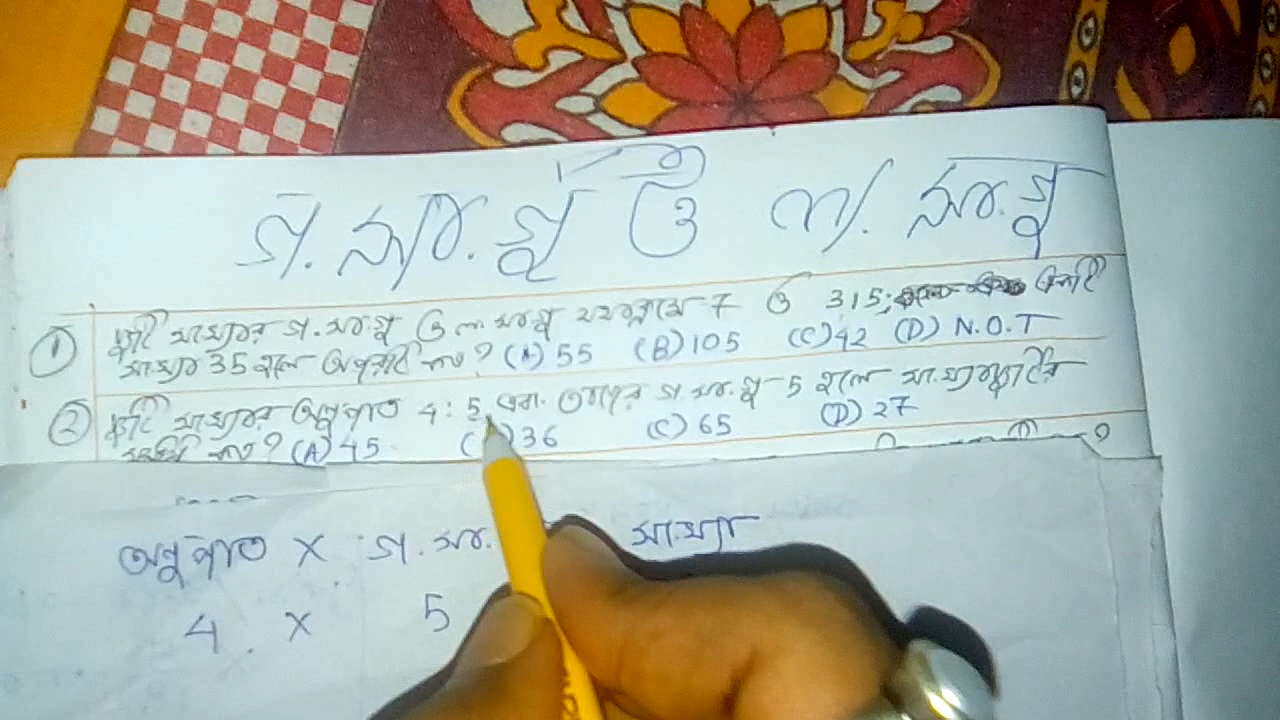 গ. সা.গু ও ল. সা.গু
① দুটি সংখ্যার গ.সা.গু ও ল.সা.গু যথাক্রমে 7 ও 315; একটি
সংখ্যা 35 হলে অপরটি কত? (A) 55 (B) 105 (C) 42 (D) N.O.T
② দুটি সংখ্যার অনুপাত 4 : 5 এবং তাদের গ.সা.গু 5 হলে সংখ্যাদুটির
সমষ্টি কত? (A) 45 ( ) 36 (C) 65 (D) 27
অনুপাত × গ.সা. সংখ্যা
4 × 5